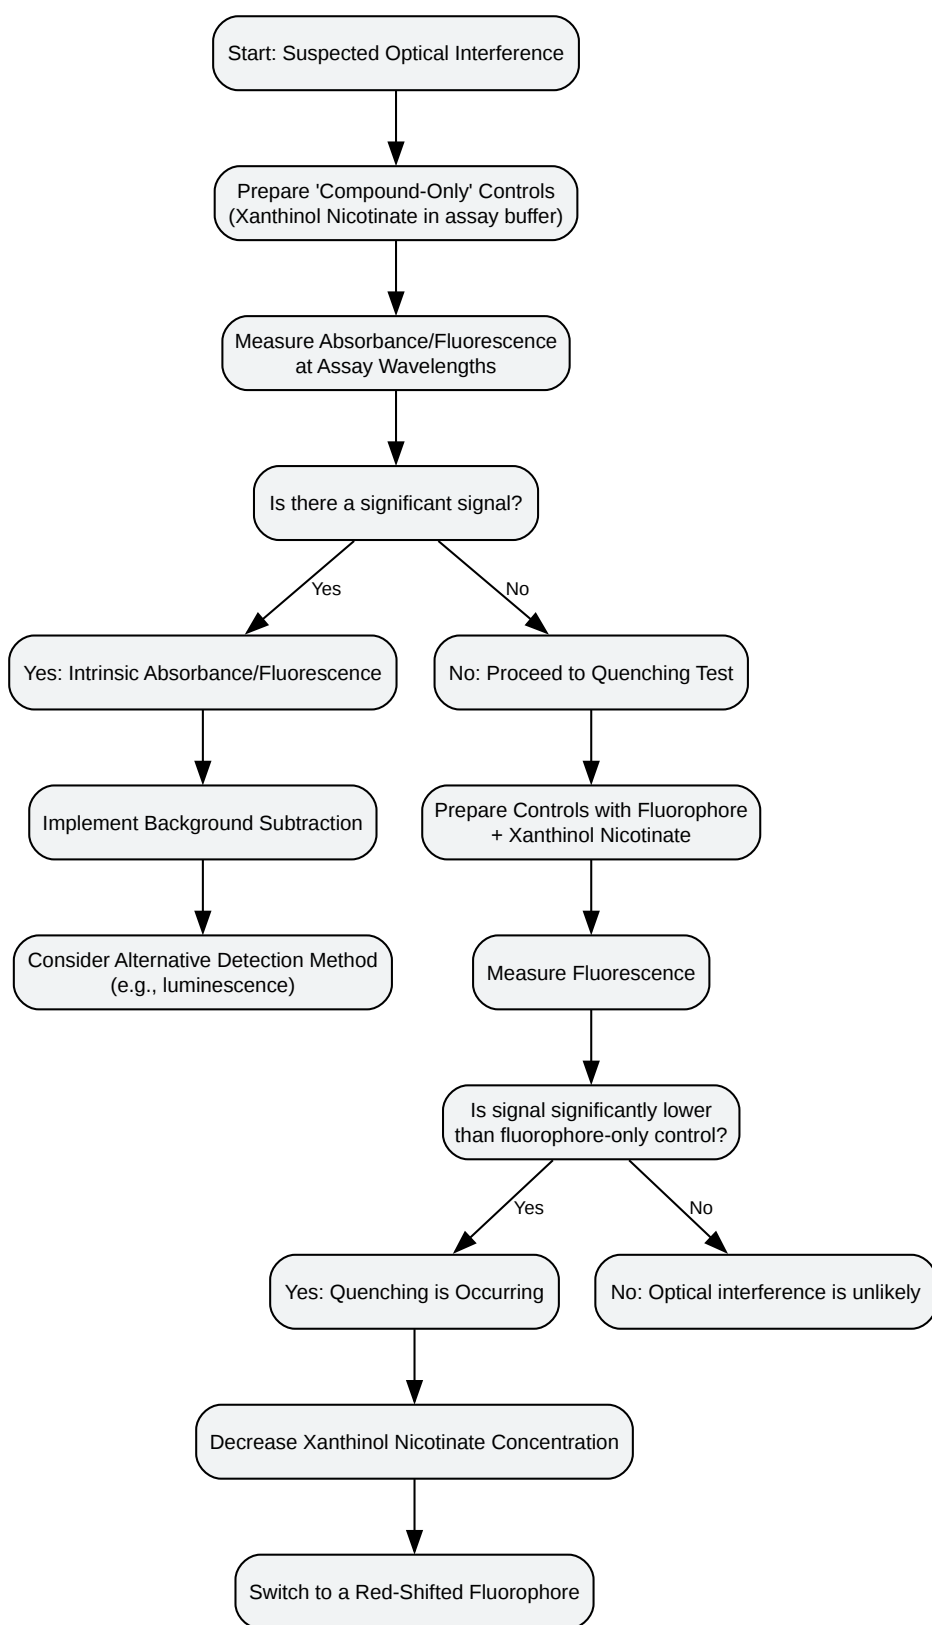 Start: Suspected Optical Interference
Prepare 'Compound-Only' Controls
(Xanthinol Nicotinate in assay buffer)
Measure Absorbance/Fluorescence
at Assay Wavelengths
Is there a significant signal?
Yes
No
Yes: Intrinsic Absorbance/Fluorescence
No: Proceed to Quenching Test
Implement Background Subtraction
Prepare Controls with Fluorophore
+ Xanthinol Nicotinate
Consider Alternative Detection Method
(e.g., luminescence)
Measure Fluorescence
Is signal significantly lower
than fluorophore-only control?
Yes
No
Yes: Quenching is Occurring
No: Optical interference is unlikely
Decrease Xanthinol Nicotinate Concentration
Switch to a Red-Shifted Fluorophore